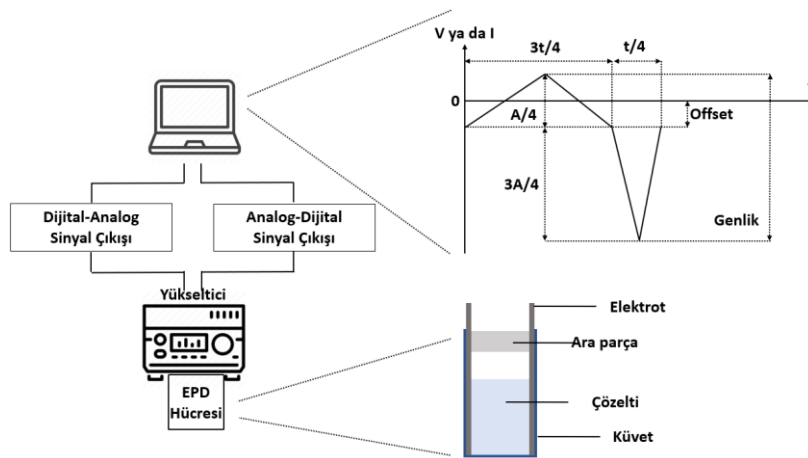 V ya da I
3t/4
t/4
0
A/4
Offset
3A/4
Genlik
Dijital-Analog
Sinyal Çıkışı
Analog-Dijital
Sinyal Çıkışı
Yükseltici
EPD
Hücresi
Elektrot
Ara parça
Çözelti
Küvet